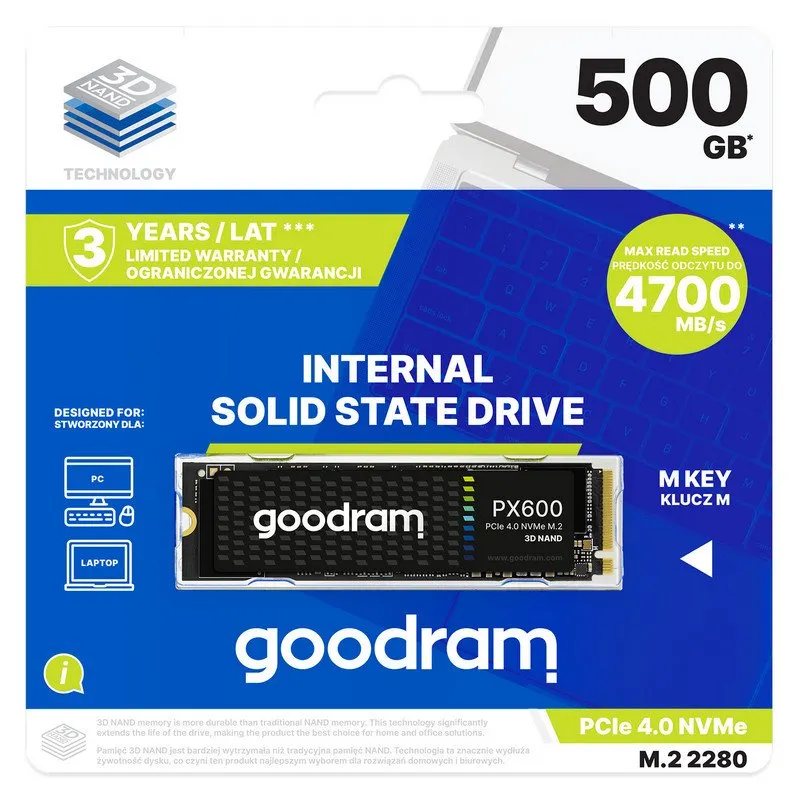 3D
NAND
TECHNOLOGY
500
GB*
3 YEARS / LAT ***
LIMITED WARRANTY /
OGRANICZONEJ GWARANCJI
**
MAX READ SPEED
PRĘDKOŚĆ ODCZYTU DO
4700
MB/s
INTERNAL
SOLID STATE DRIVE
DESIGNED FOR:
STWORZONY DLA:
PC
LAPTOP
goodram
PX600
PCIe 4.0 NVMe M.2
3D NAND
www.goodram.com
M KEY
KLUCZ M
goodram
i
3D NAND memory is more durable than traditional NAND memory. This technology significantly
extends the life of the drive, making the product the best choice for home and office solutions.
Pamięć 3D NAND jest bardziej wytrzymała niż tradycyjna pamięć NAND. Technologia ta znacznie wydłuża
żywotność dysku, co czyni ten produkt najlepszym wyborem dla rozwiązań domowych i biurowych.
PCIe 4.0 NVMe
M.2 2280